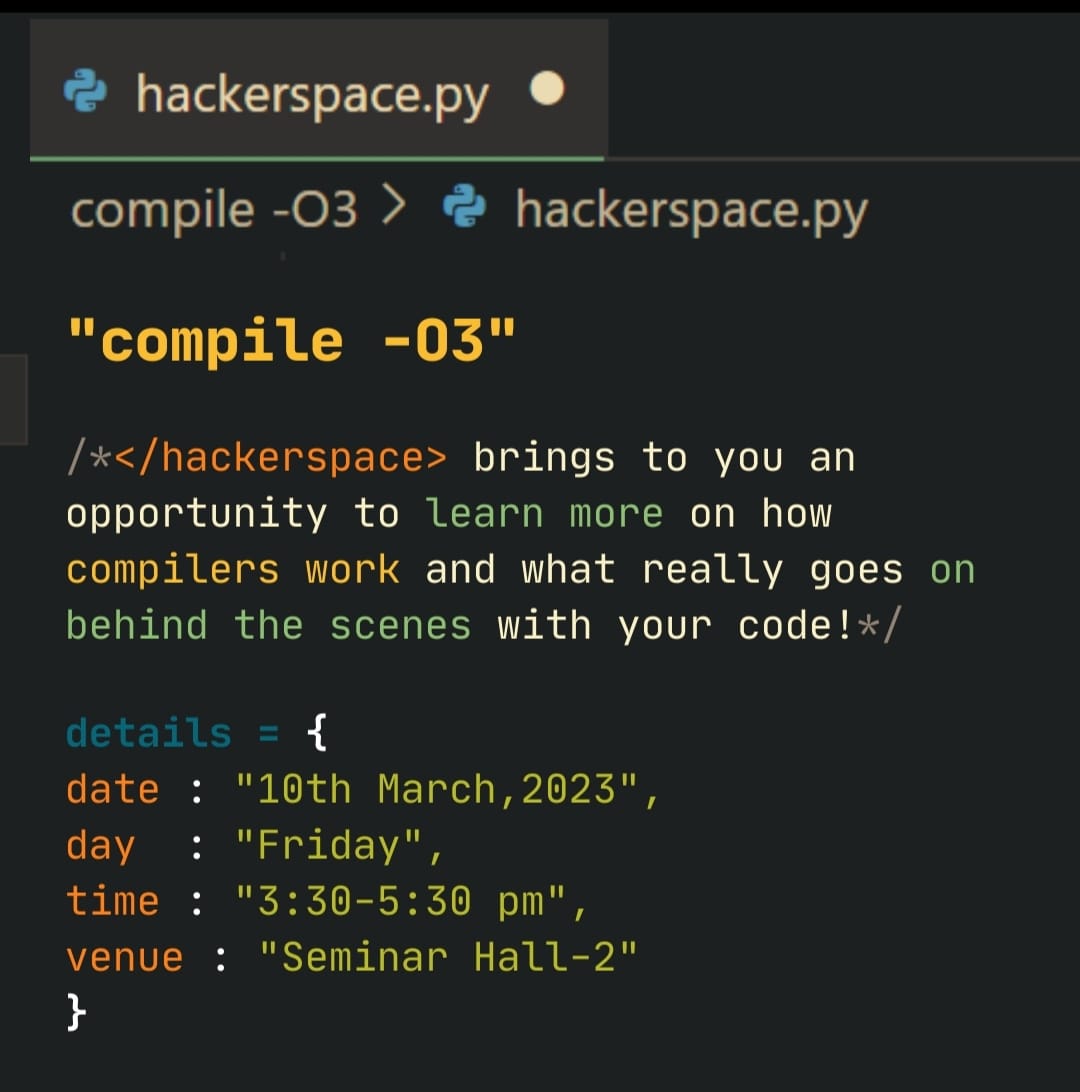 hackerspace.py
compile -O3 > hackerspace.py
"compile -O3"
/*</hackerspace> brings to you an
opportunity to learn more on how
compilers work and what really goes on
behind the scenes with your code!*/
details = {
date : "10th March,2023",
day  : "Friday",
time : "3:30-5:30 pm",
venue : "Seminar Hall-2"
}